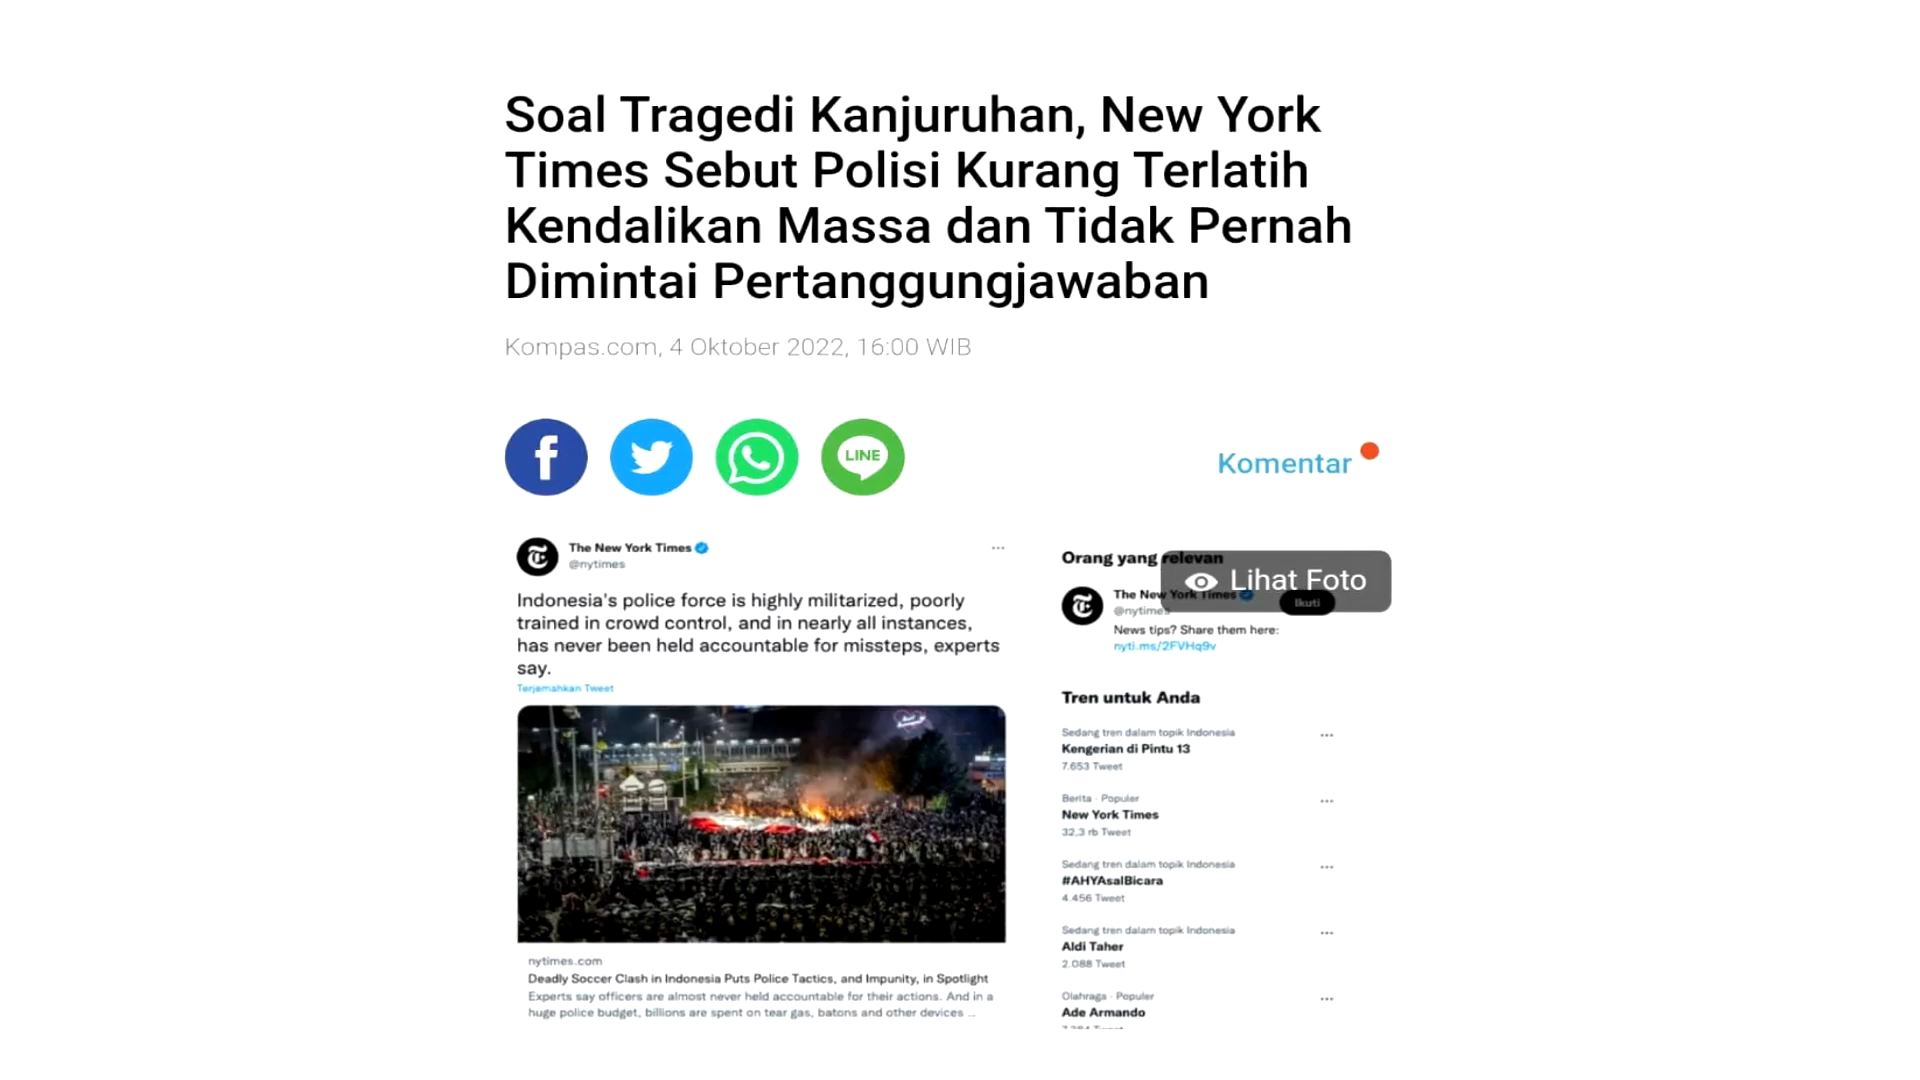 Soal Tragedi Kanjuruhan, New York
Times Sebut Polisi Kurang Terlatih
Kendalikan Massa dan Tidak Pernah
Dimintai Pertanggungjawaban
Kompas.com, 4 Oktober 2022, 16:00 WIB
LINE
Komentar
The New York Times
@nytimes
Indonesia's police force is highly militarized, poorly
trained in crowd control, and in nearly all instances,
has never been held accountable for missteps, experts
say.
Terjemahkan Tweet
nytimes.com
Deadly Soccer Clash in Indonesia Puts Police Tactics, and Impunity, in Spotlight
Experts say officers are almost never held accountable for their actions. And in a
huge police budget, billions are spent on tear gas, batons and other devices ...
Orang yang relevan
Lihat Foto
The New York Times
Ikuti
@nytimes
News tips? Share them here:
nyti.ms/2FVHq9v
Tren untuk Anda
Sedang tren dalam topik Indonesia
Kengerian di Pintu 13
7.653 Tweet
Berita · Populer
New York Times
32,3 rb Tweet
Sedang tren dalam topik Indonesia
#AHYAsalBicara
4.456 Tweet
Sedang tren dalam topik Indonesia
Aldi Taher
2.088 Tweet
Olahraga · Populer
Ade Armando